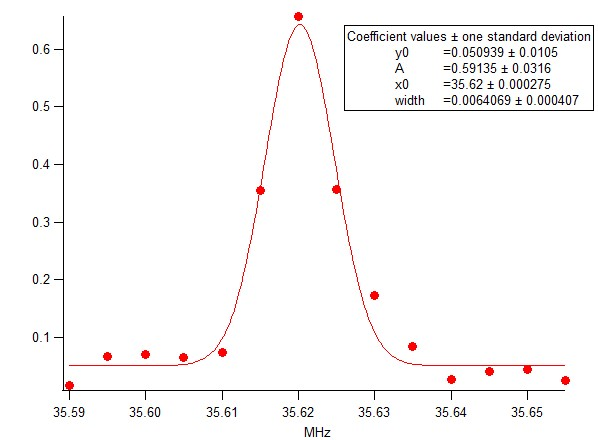 Coefficient values ± one standard deviation
y0 =0.050939 ± 0.0105
A =0.59135 ± 0.0316
x0 =35.62 ± 0.000275
width =0.0064069 ± 0.000407
0.6
0.5
0.4
0.3
0.2
0.1
35.59 35.60 35.61 35.62 35.63 35.64 35.65
MHz